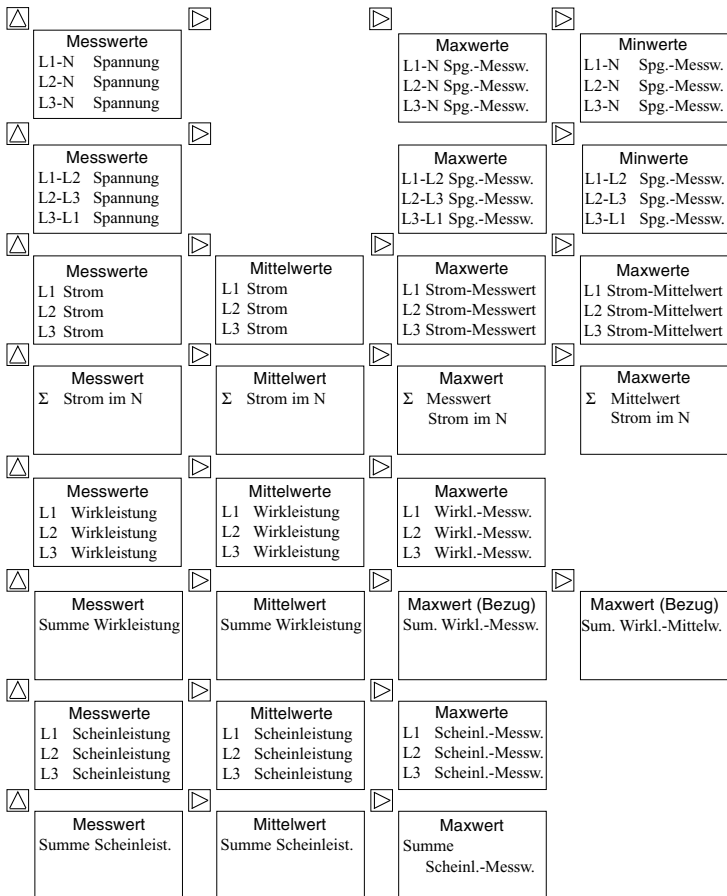 Messwerte
L1-N Spannung
L2-N Spannung
L3-N Spannung
Maxwerte
L1-N Spg.-Messw.
L2-N Spg.-Messw.
L3-N Spg.-Messw.
Minwerte
L1-N Spg.-Messw.
L2-N Spg.-Messw.
L3-N Spg.-Messw.
Messwerte
L1-L2 Spannung
L2-L3 Spannung
L3-L1 Spannung
Maxwerte
L1-L2 Spg.-Messw.
L2-L3 Spg.-Messw.
L3-L1 Spg.-Messw.
Minwerte
L1-L2 Spg.-Messw.
L2-L3 Spg.-Messw.
L3-L1 Spg.-Messw.
Messwerte
L1 Strom
L2 Strom
L3 Strom
Mittelwerte
L1 Strom
L2 Strom
L3 Strom
Maxwerte
L1 Strom-Messwert
L2 Strom-Messwert
L3 Strom-Messwert
Maxwerte
L1 Strom-Mittelwert
L2 Strom-Mittelwert
L3 Strom-Mittelwert
Messwert
Σ Strom im N
Mittelwert
Σ Strom im N
Maxwert
Σ Messwert
Strom im N
Maxwerte
Σ Mittelwert
Strom im N
Messwerte
L1 Wirkleistung
L2 Wirkleistung
L3 Wirkleistung
Mittelwerte
L1 Wirkleistung
L2 Wirkleistung
L3 Wirkleistung
Maxwerte
L1 Wirkl.-Messw.
L2 Wirkl.-Messw.
L3 Wirkl.-Messw.
Messwert
Summe Wirkleistung
Mittelwert
Summe Wirkleistung
Maxwert (Bezug)
Sum. Wirkl.-Messw.
Maxwert (Bezug)
Sum. Wirkl.-Mittelw.
Messwerte
L1 Scheinleistung
L2 Scheinleistung
L3 Scheinleistung
Mittelwerte
L1 Scheinleistung
L2 Scheinleistung
L3 Scheinleistung
Maxwerte
L1 Scheinl.-Messw.
L2 Scheinl.-Messw.
L3 Scheinl.-Messw.
Messwert
Summe Scheinleist.
Mittelwert
Summe Scheinleist.
Maxwert
Summe
Scheinl.-Messw.